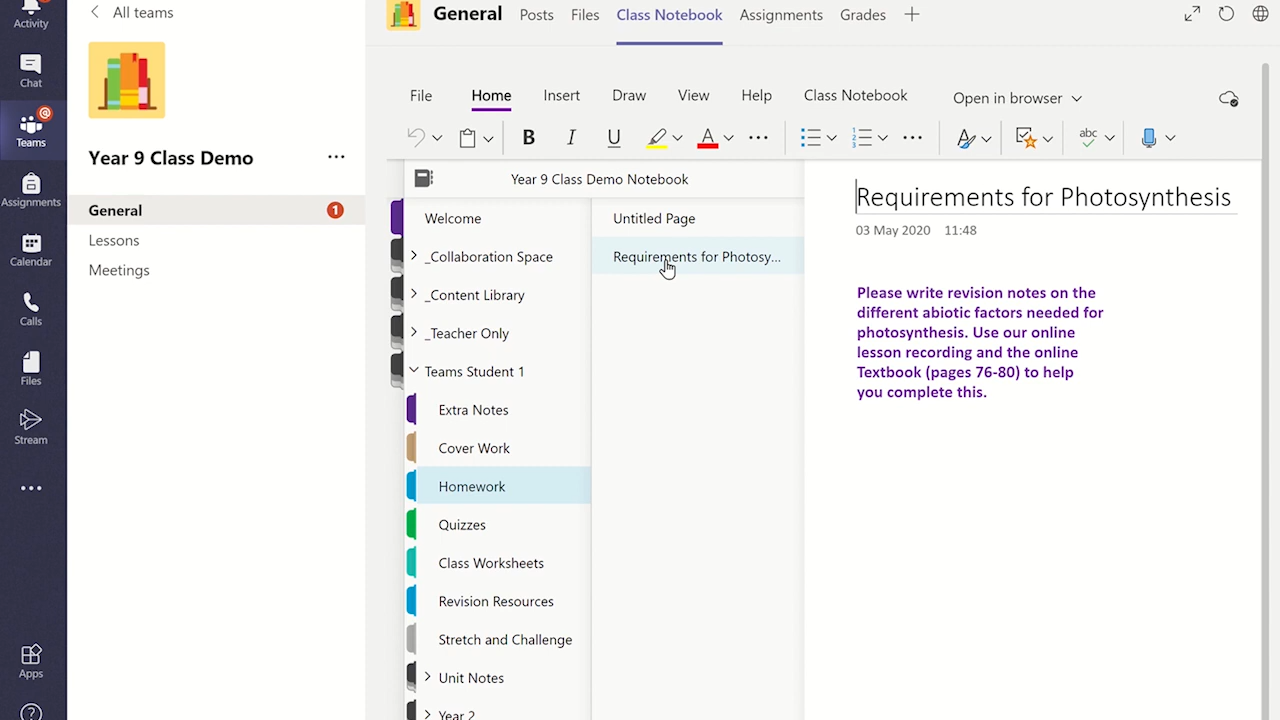 Activity
Chat
Teams
Assignments
Calendar
Calls
Files
Stream
Apps
All teams
Year 9 Class Demo
General 1
Lessons
Meetings
General Posts Files Class Notebook Assignments Grades
File Home Insert Draw View Help Class Notebook Open in browser
B I U A abc
Year 9 Class Demo Notebook
Welcome
_Collaboration Space
_Content Library
_Teacher Only
Teams Student 1
Extra Notes
Cover Work
Homework
Quizzes
Class Worksheets
Revision Resources
Stretch and Challenge
Unit Notes
Year 2
Untitled Page
Requirements for Photosy...
Requirements for Photosynthesis
03 May 2020 11:48
Please write revision notes on the
different abiotic factors needed for
photosynthesis. Use our online
lesson recording and the online
Textbook (pages 76-80) to help
you complete this.